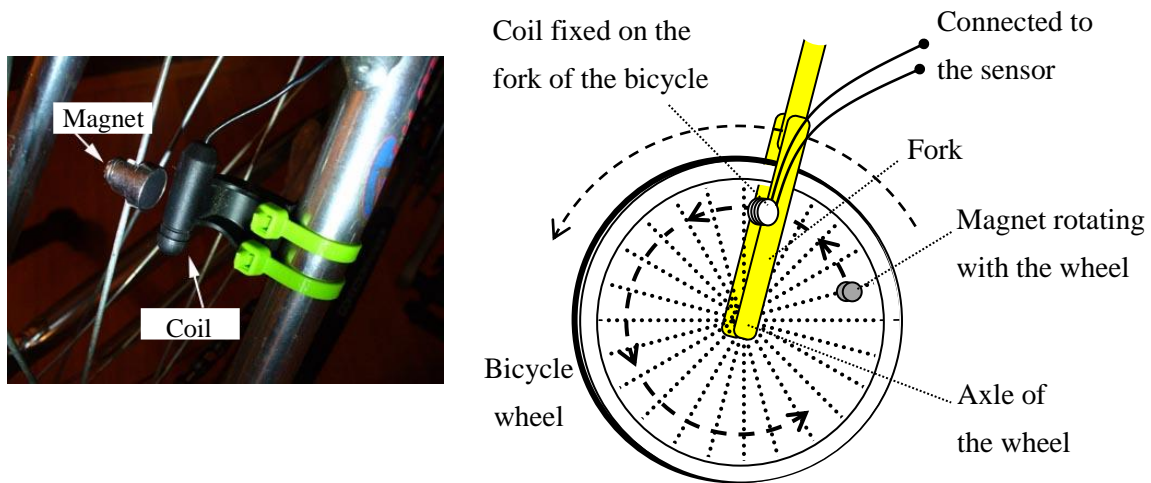 Magnet
Coil
Coil fixed on the
fork of the bicycle
Connected to
the sensor
Fork
Magnet rotating
with the wheel
Bicycle
wheel
Axle of
the wheel